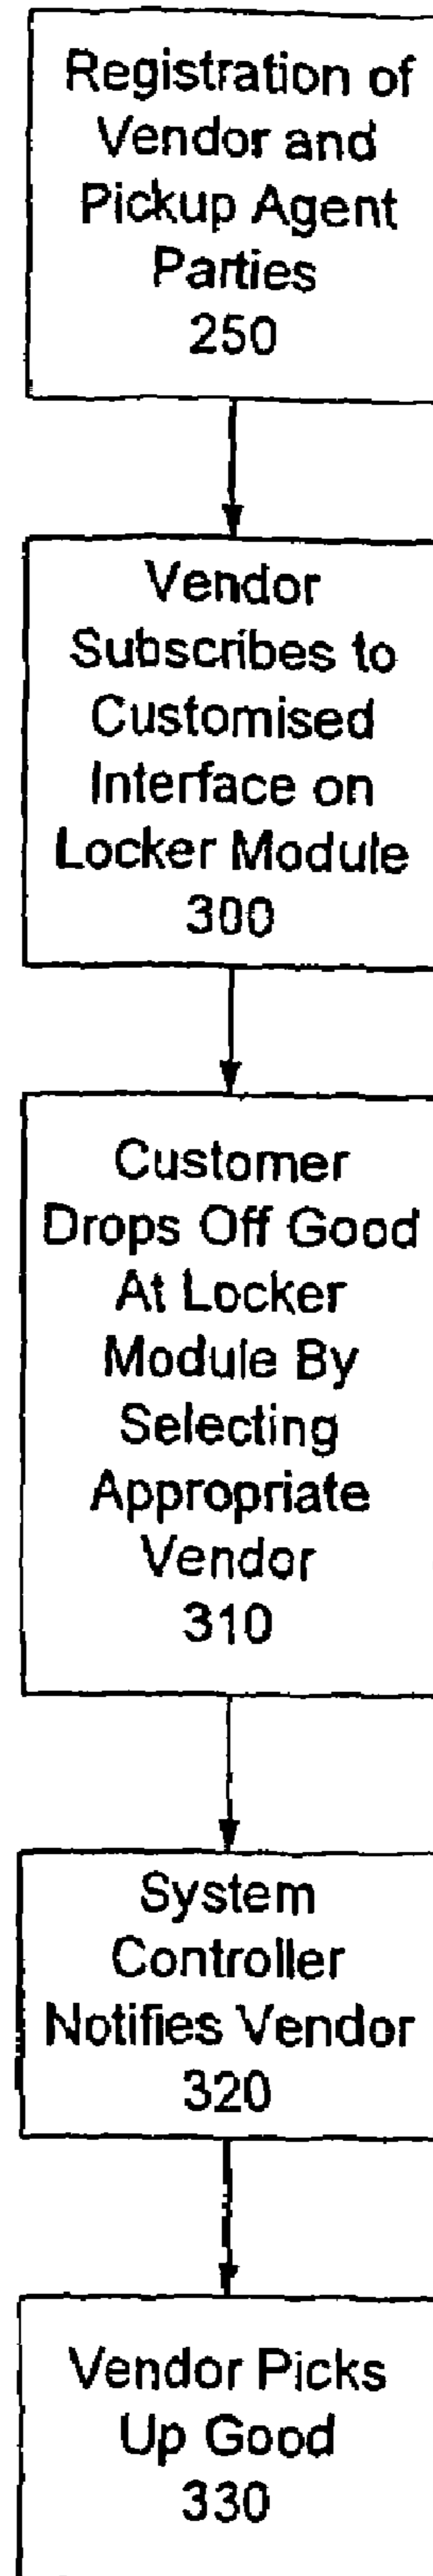 Registration of
Vendor and
Pickup Agent
Parties
250
Vendor
Subscribes to
Customised
Interface on
Locker Module
300
Customer
Drops Off Good
At Locker
Module By
Selecting
Appropriate
Vendor
310
System
Controller
Notifies Vendor
320
Vendor Picks
Up Good
330